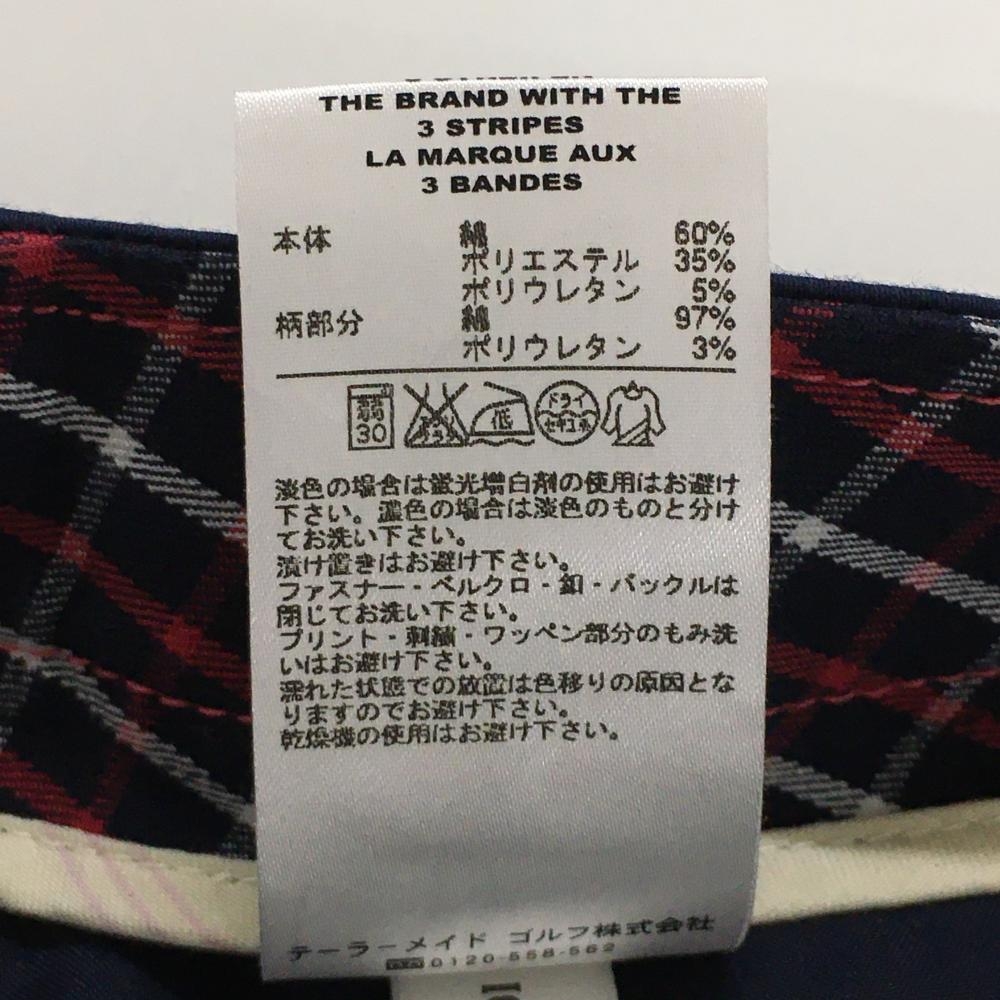 THE BRAND WITH THE
3 STRIPES
LA MARQUE AUX
3 BANDES
本体 綿 60%
ポリエステル 35%
ポリウレタン 5%
柄部分 綿 97%
ポリウレタン 3%
弱 30 低 ドライ セキユ系
淡色の場合は蛍光増白剤の使用はお避け
下さい。濃色の場合は淡色のものと分け
てお洗い下さい。
漬け置きはお避け下さい。
ファスナー・ベルクロ・釦・バックルは
閉じてお洗い下さい。
プリント・刺繍・ワッペン部分のもみ洗
いはお避け下さい。
濡れた状態での放置は色移りの原因とな
りますのでお避け下さい。
乾燥機の使用はお避け下さい。
テーラーメイド ゴルフ株式会社
0120-558-562